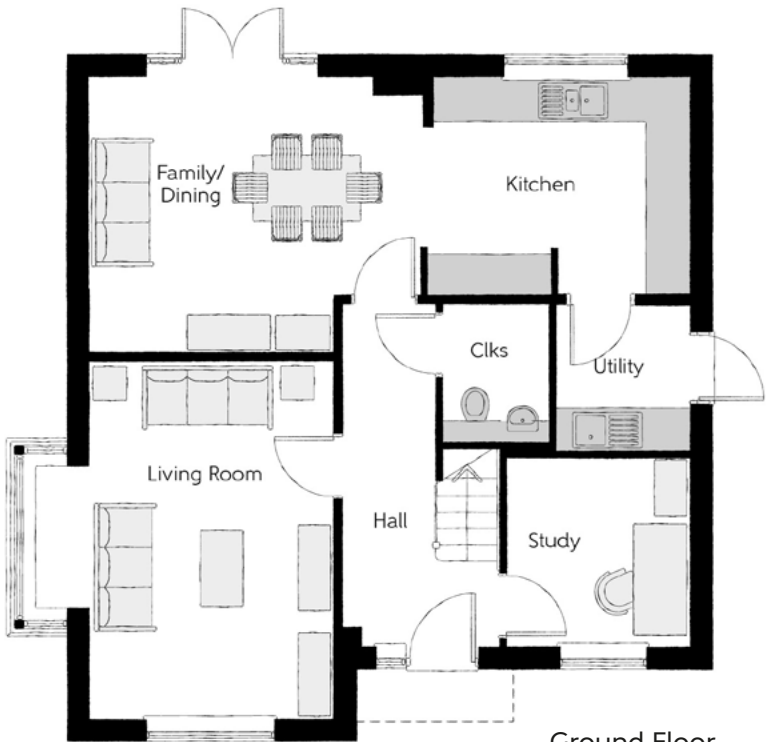 Family/
Dining
Kitchen
Clks
Utility
Living Room
Hall
Study
Ground Floor